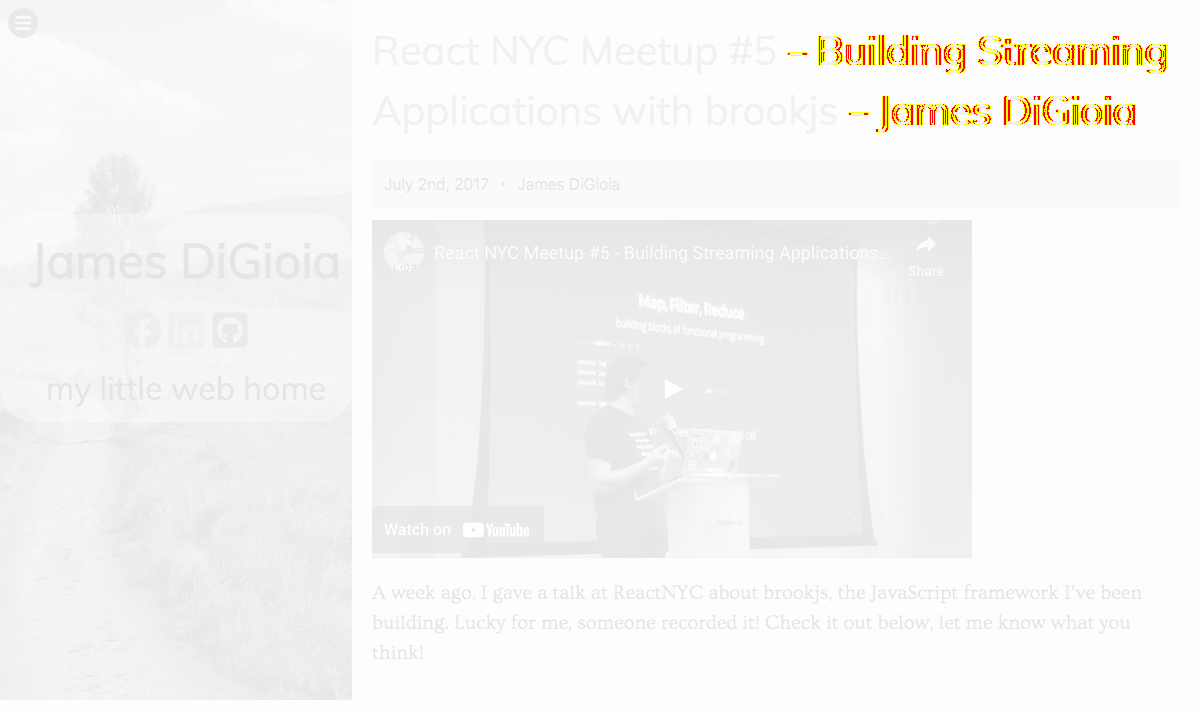 React NYC Meetup #5 – Building Streaming
Applications with brookjs – James DiGioia
July 2nd, 2017 • James DiGioia
James DiGioia
my little web home
React NYC Meetup #5 - Building Streaming Applications...
Share
Map, Filter, Reduce
building blocks of functional programming
Watch on YouTube
A week ago, I gave a talk at ReactNYC about brookjs, the JavaScript framework I've been
building. Lucky for me, someone recorded it! Check it out below, let me know what you
think!